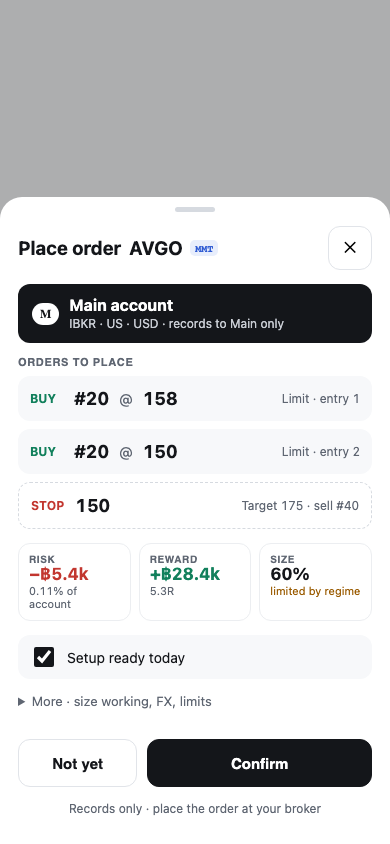 Place order AVGO MMT
M
Main account
IBKR · US · USD · records to Main only
ORDERS TO PLACE
BUY #20 @ 158 Limit · entry 1
BUY #20 @ 150 Limit · entry 2
STOP 150 Target 175 · sell #40
RISK
−฿5.4k
0.11% of
account
REWARD
+฿28.4k
5.3R
SIZE
60%
limited by regime
Setup ready today
More · size working, FX, limits
Not yet
Confirm
Records only · place the order at your broker